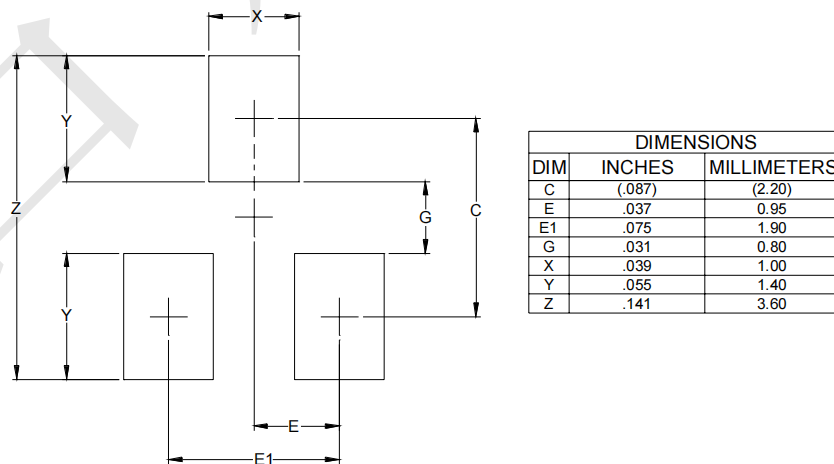 X
Y
Z
G
C
Y
E
E1
DIMENSIONS
DIM INCHES MILLIMETERS
C (.087) (2.20)
E .037 0.95
E1 .075 1.90
G .031 0.80
X .039 1.00
Y .055 1.40
Z .141 3.60